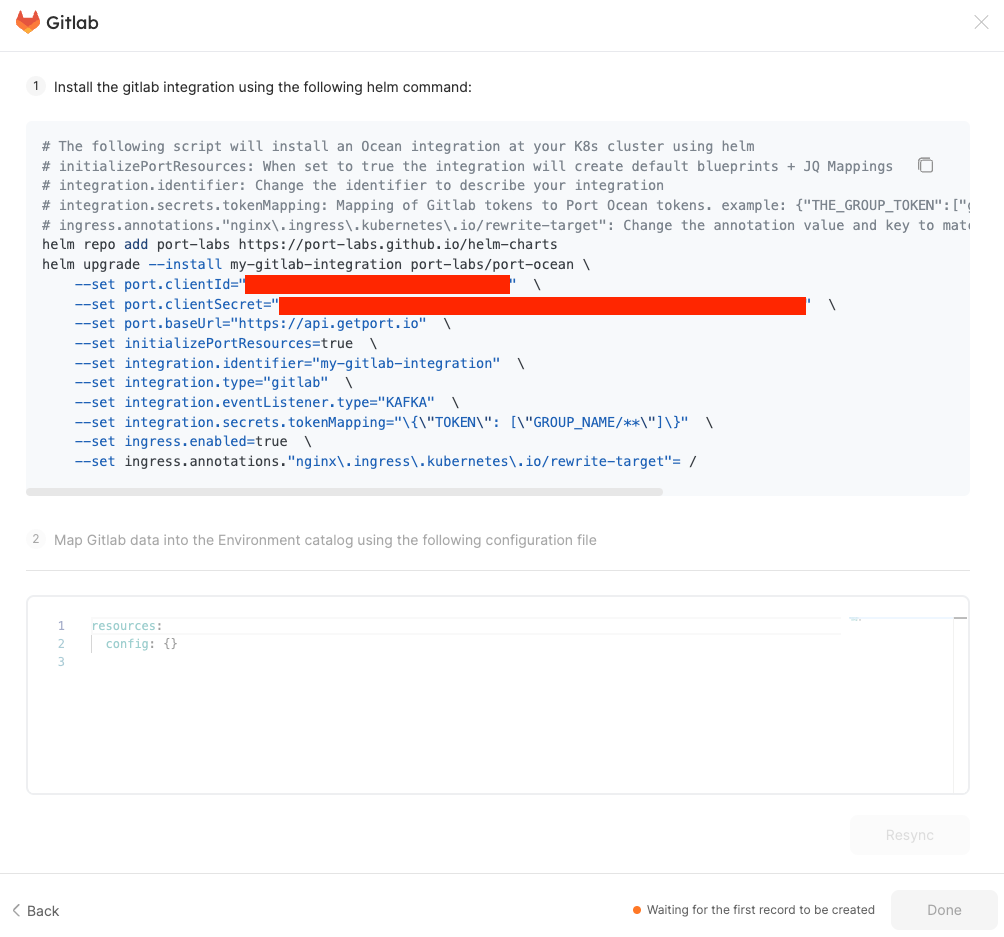 Gitlab
1 Install the gitlab integration using the following helm command:
# The following script will install an Ocean integration at your K8s cluster using helm
# initializePortResources: When set to true the integration will create default blueprints + JQ Mappings
# integration.identifier: Change the identifier to describe your integration
# integration.secrets.tokenMapping: Mapping of Gitlab tokens to Port Ocean tokens. example: {"THE_GROUP_TOKEN":["
# ingress.annotations."nginx\.ingress\.kubernetes\.io/rewrite-target": Change the annotation value and key to
helm repo add port-labs https://port-labs.github.io/helm-charts
helm upgrade --install my-gitlab-integration port-labs/port-ocean \
--set port.clientId="" \
--set port.clientSecret="" \
--set port.baseUrl="https://api.getport.io" \
--set initializePortResources=true \
--set integration.identifier="my-gitlab-integration" \
--set integration.type="gitlab" \
--set integration.eventListener.type="KAFKA" \
--set integration.secrets.tokenMapping="\{\"TOKEN\": [\"GROUP_NAME/**\"]\}" \
--set ingress.enabled=true \
--set ingress.annotations."nginx\.ingress\.kubernetes\.io/rewrite-target"= /
2 Map Gitlab data into the Environment catalog using the following configuration file
1 resources:
2 config: {}
3
Resync
Back
Waiting for the first record to be created
Done